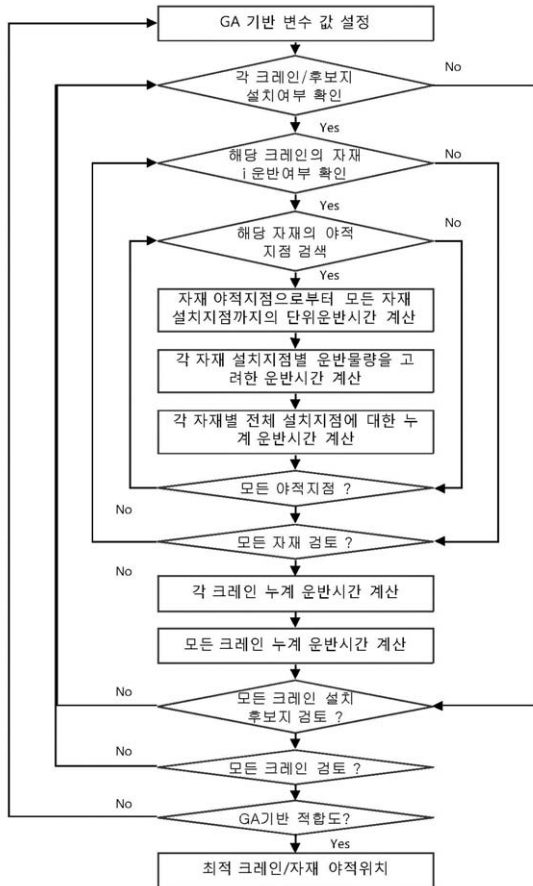 GA 기반 변수 값 설정
각 크레인/후보지
설치여부 확인
No
Yes
해당 크레인의 자재
i 운반여부 확인
No
Yes
해당 자재의 야적
지점 검색
No
Yes
자재 야적지점으로부터 모든 자재
설치지점까지의 단위운반시간 계산
각 자재 설치지점별 운반물량을 고
려한 운반시간 계산
각 자재별 전체 설치지점에 대한 누
계 운반시간 계산
모든 야적지점 ?
No
모든 자재 검토 ?
No
각 크레인 누계 운반시간 계산
모든 크레인 누계 운반시간 계산
모든 크레인 설치
후보지 검토 ?
No
모든 크레인 검토 ?
No
GA기반 적합도?
No
Yes
최적 크레인/자재 야적위치